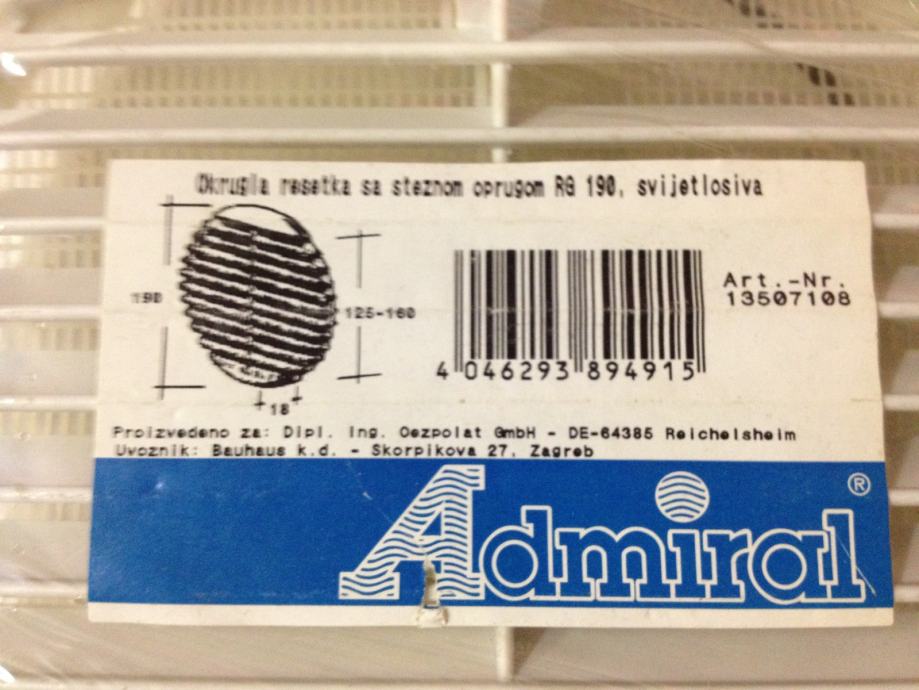 Okrugla resetka sa steznom oprugom RG 190, svijetlosiva
190
125-160
18
Art.-Nr.
13507108
4 046293 894915
Proizvedeno za: Dipl. Ing. Oezpolat GmbH - DE-64385 Reichelsheim
Uvoznik: Bauhaus k.d. - Skorpikova 27, Zagreb
Admiral ®